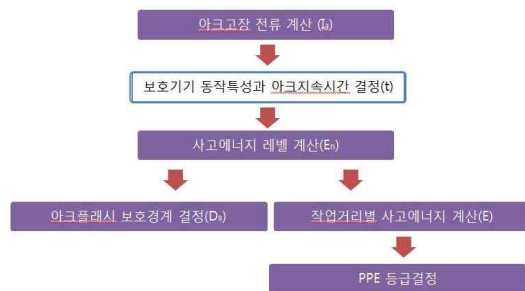 아크고장 전류 계산 (Ia)
보호기기 동작특성과 아크지속시간 결정(t)
사고에너지 레벨 계산(En)
아크플래시 보호경계 결정(DB)
작업거리별 사고에너지 계산(E)
PPE 등급결정